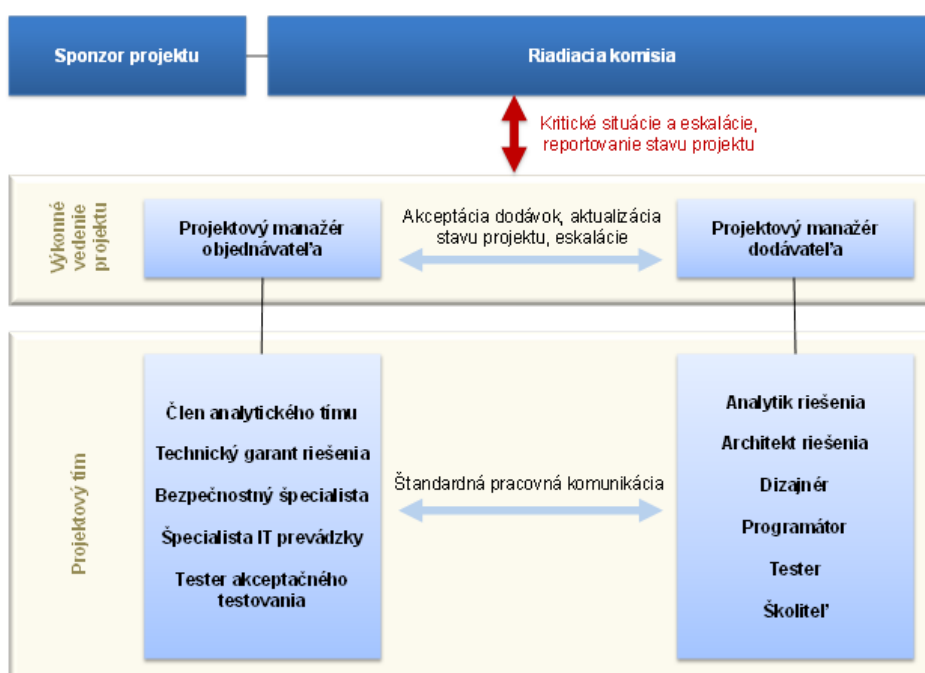 Sponzor projektu
Riadiacia komisia
Kritické situácie a eskalácie,
reportovanie stavu projektu
Výkonné
vedenie
projektu
Projektový manažér
objednávateľa
Akceptácia dodávok, aktualizácia
stavu projektu, eskalácie
Projektový manažér
dodávateľa
Projektový tím
Člen analytického tímu
Technický garant riešenia
Bezpečnostný špecialista
Špecialista IT prevádzky
Tester akceptačného
testovania
Štandardná pracovná komunikácia
Analytik riešenia
Architekt riešenia
Dizajnér
Programátor
Tester
Školiteľ